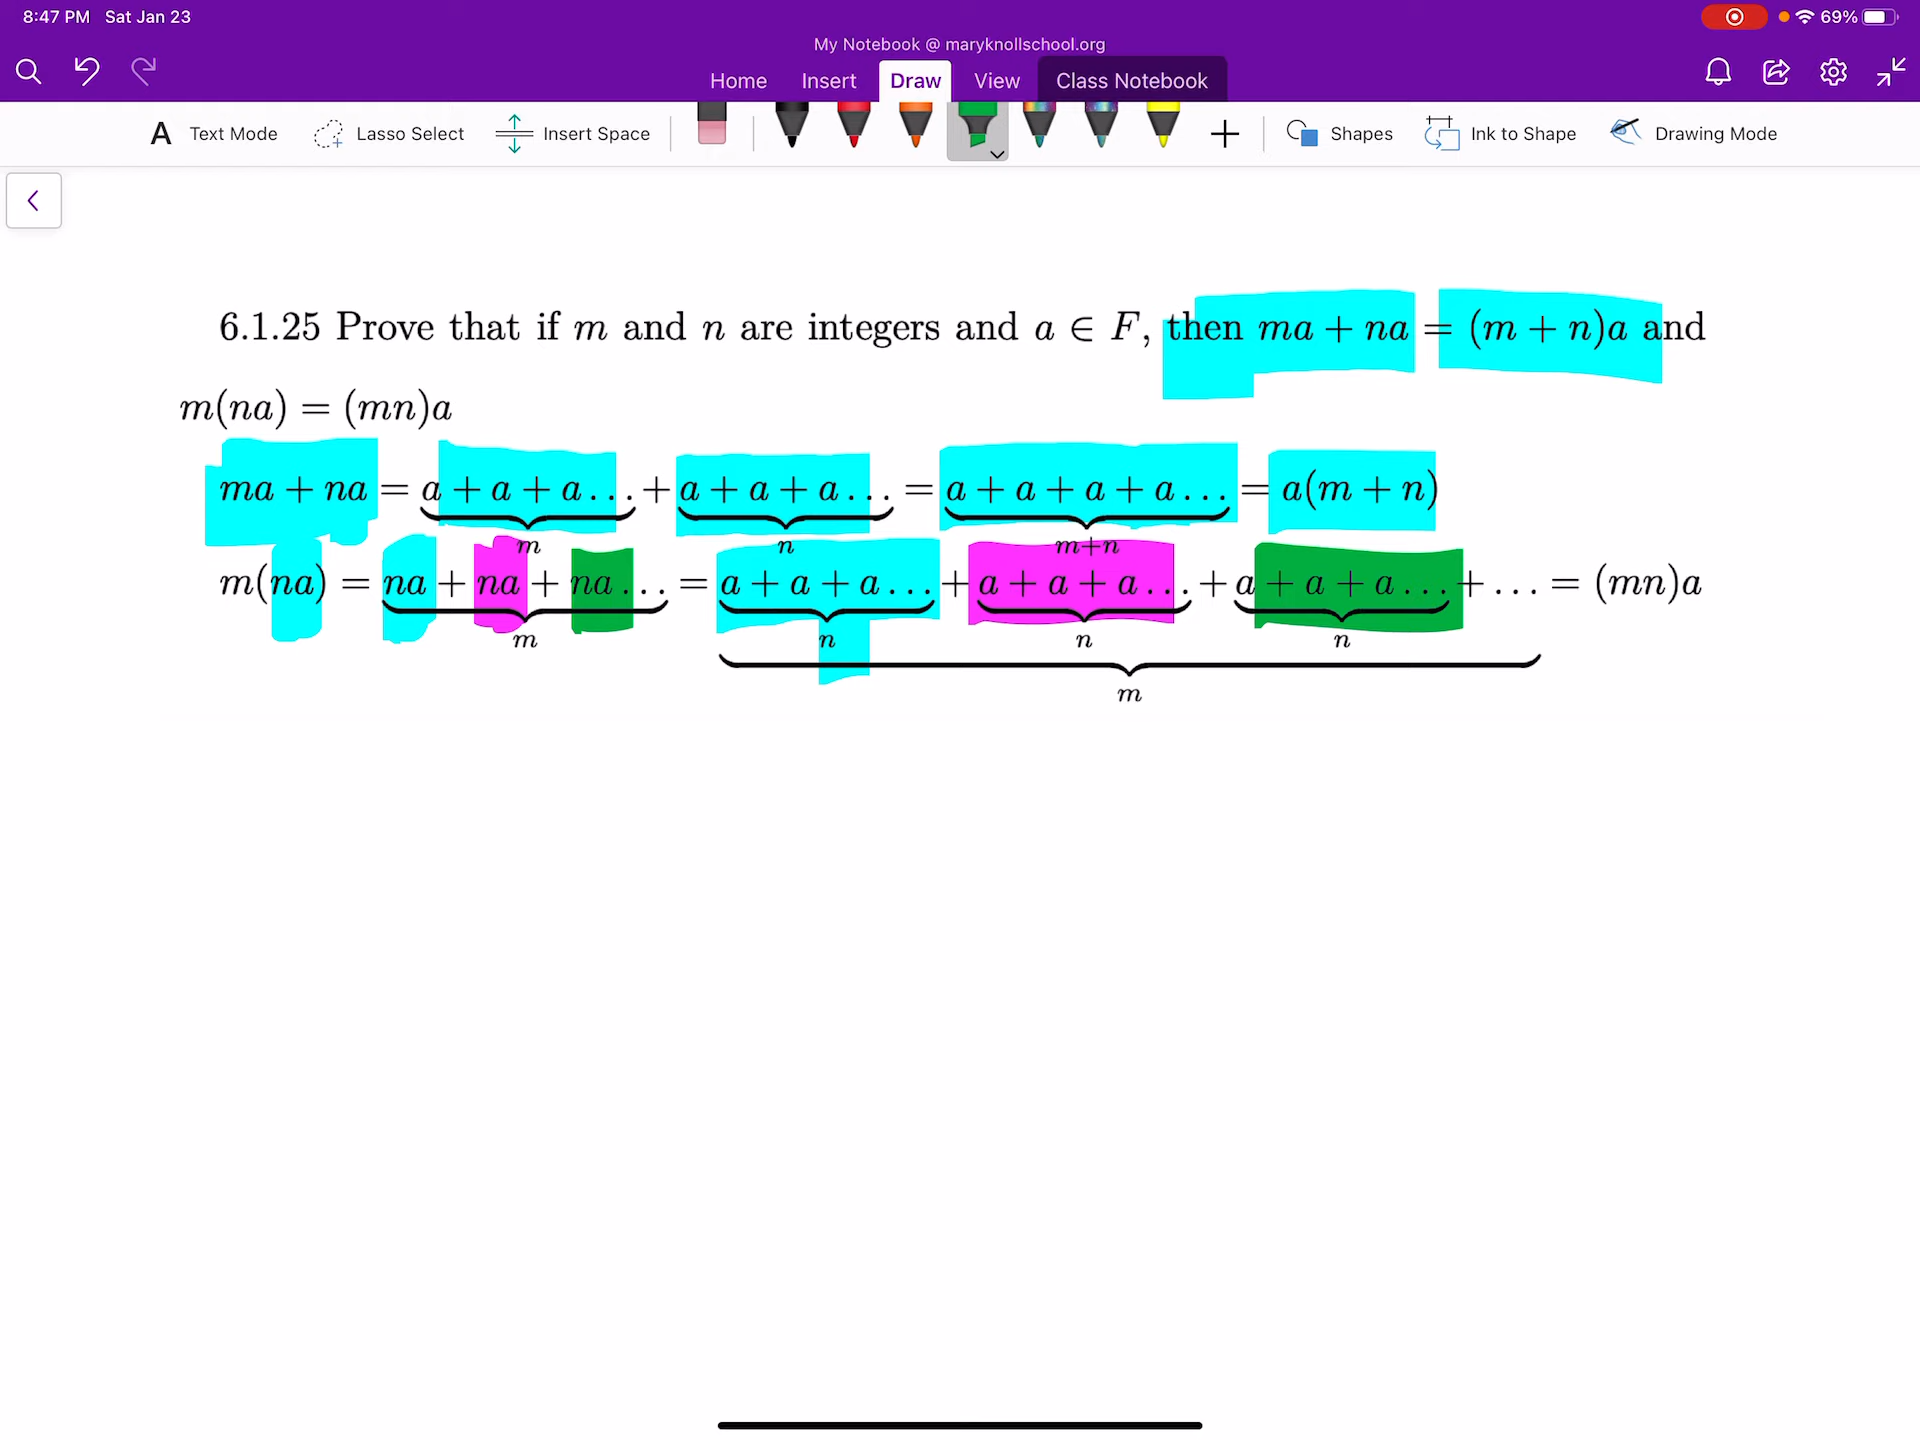 8:47 PM Sat Jan 23
69%
My Notebook @ maryknollschool.org
Home Insert Draw View Class Notebook
A Text Mode Lasso Select Insert Space Shapes Ink to Shape Drawing Mode
6.1.25 Prove that if m and n are integers and a ∈ F, then ma + na = (m + n)a and
m(na) = (mn)a
ma + na = a + a + a... + a + a + a... = a + a + a + a... = a(m + n)
m n m+n
m(na) = na + na + na... = a + a + a... + a + a + a... + a + a + a... + ... = (mn)a
m n n n
m